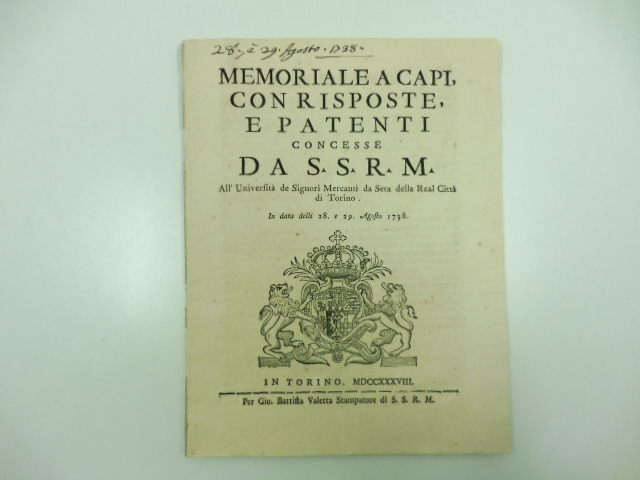 28. e 29. Agosto. 1738.
MEMORIALE A CAPI,
CON RISPOSTE,
E PATENTI
CONCESSE
DA S. S. R. M.
All' Università de Signori Mercanti da Seta della Real Città
di Torino.
In data delli 28. e 29. Agosto 1738.
IN TORINO, MDCCXXXVIII.
Per Gio. Battista Valetta Stampatore di S. S. R. M.